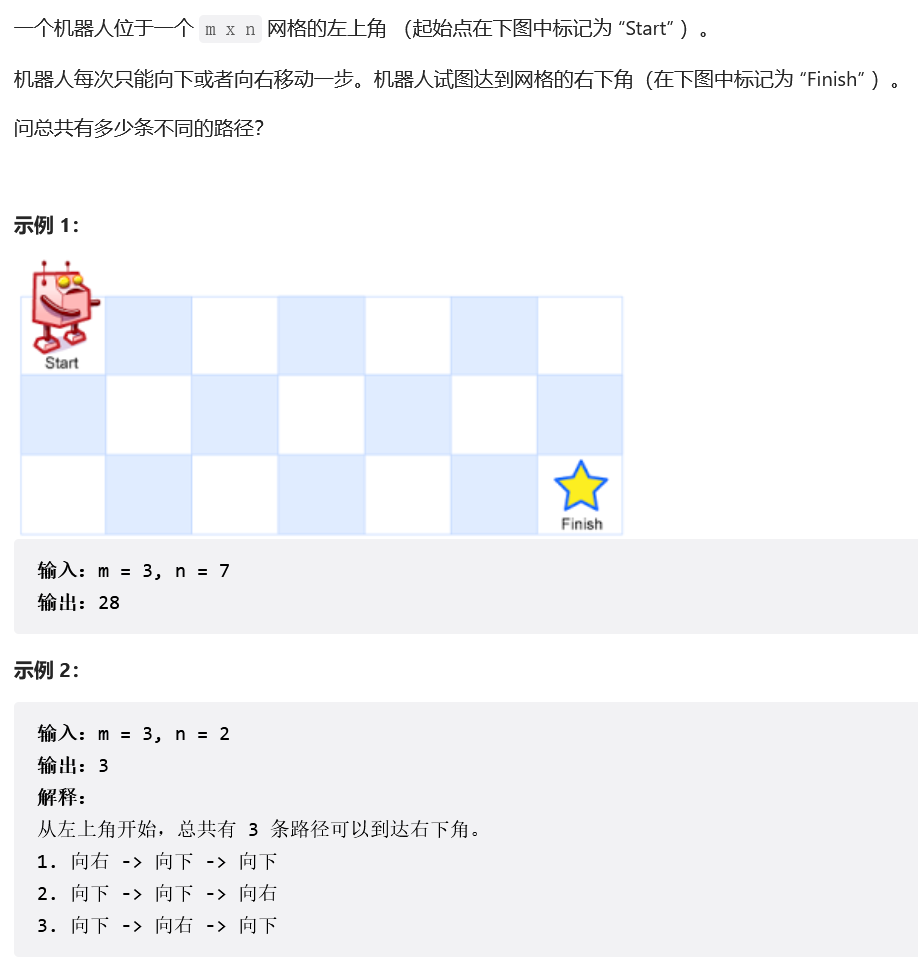 一个机器人位于一个 m x n 网格的左上角 （起始点在下图中标记为 “Start” ）。
机器人每次只能向下或者向右移动一步。机器人试图达到网格的右下角（在下图中标记为 “Finish” ）。
问总共有多少条不同的路径？
示例 1：
Start
Finish
输入：m = 3, n = 7
输出：28
示例 2：
输入：m = 3, n = 2
输出：3
解释：
从左上角开始，总共有 3 条路径可以到达右下角。
1. 向右 -> 向下 -> 向下
2. 向下 -> 向下 -> 向右
3. 向下 -> 向右 -> 向下